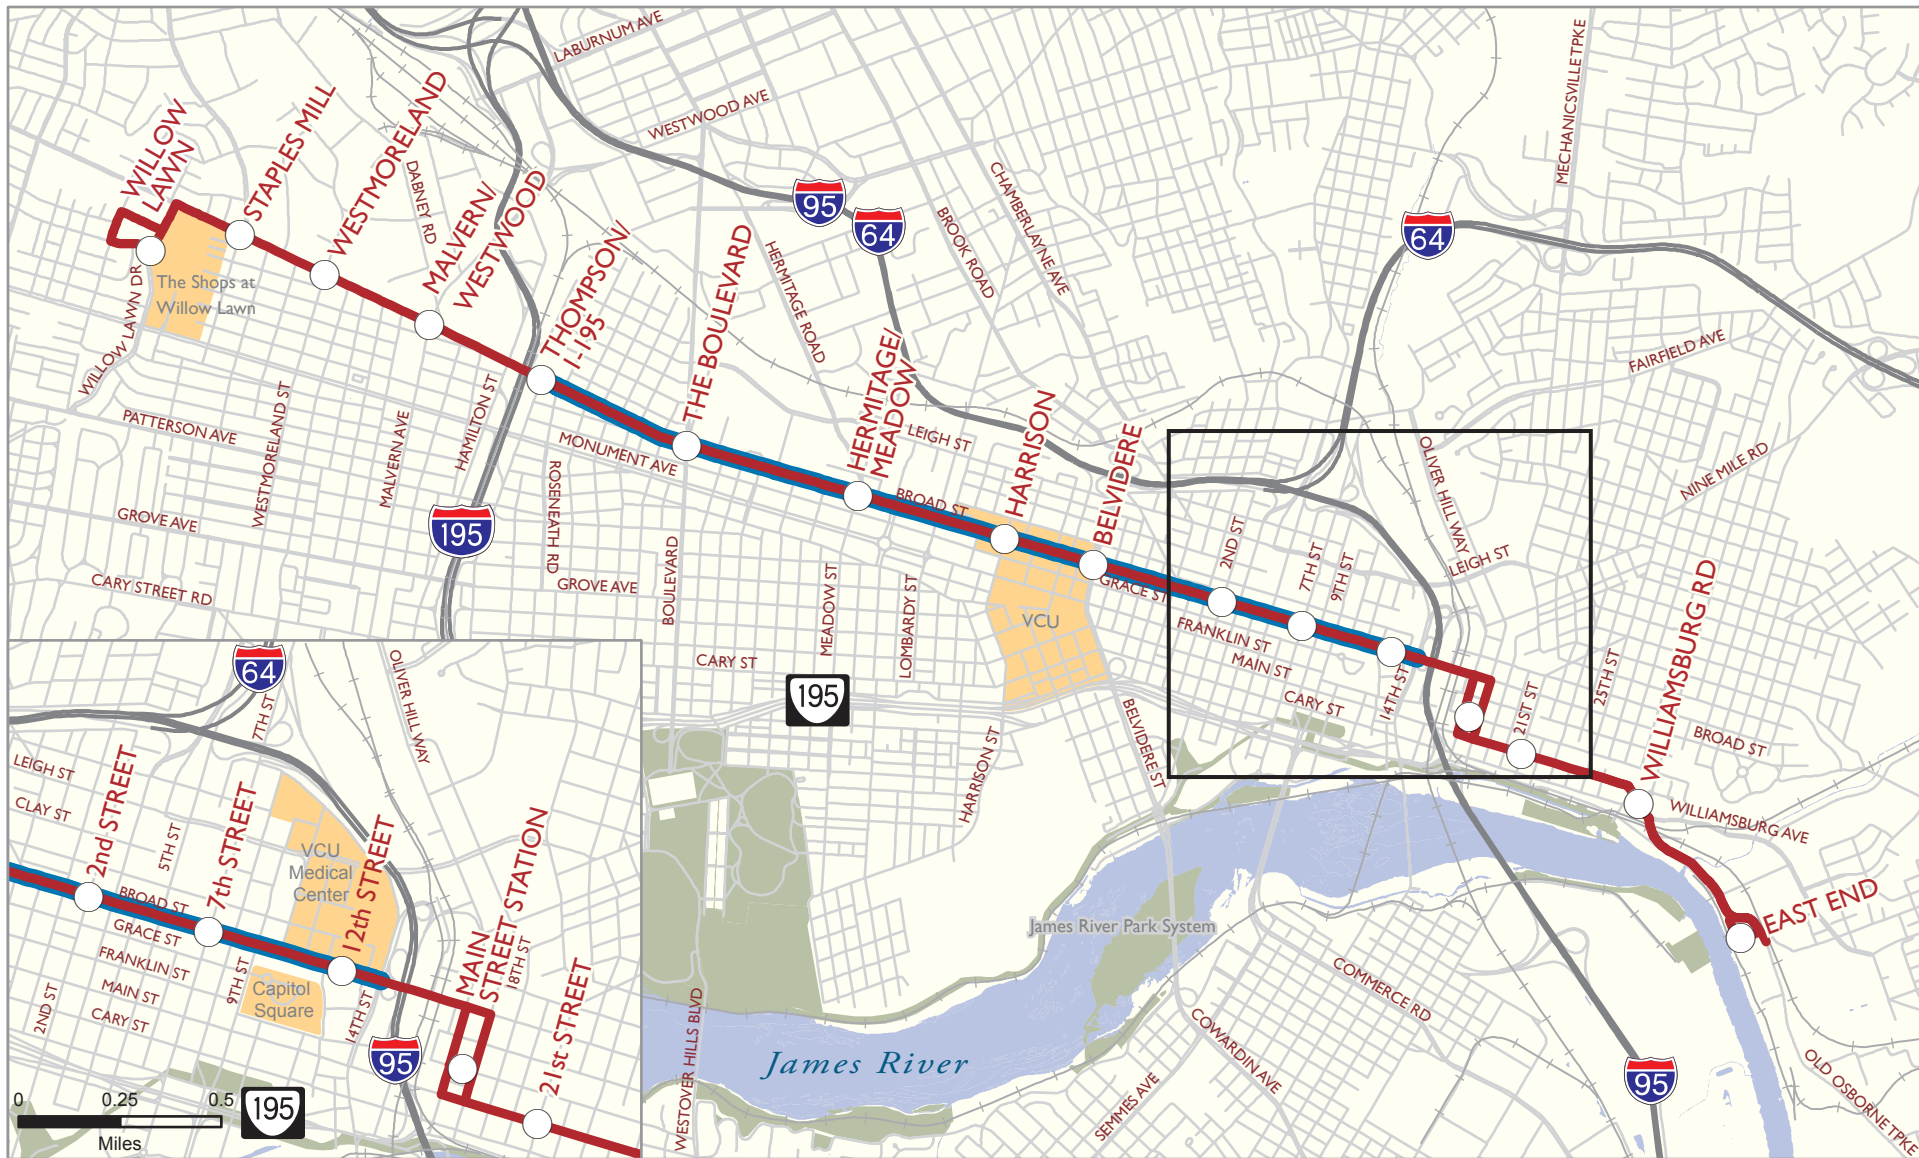 LABURNUM AVE
WESTWOOD AVE
MECHANICSVILLE TPKE
WILLOW
LAWN
STAPLES MILL
WESTMORELAND
DABNEY RD
MALVERN/
WESTWOOD
THOMPSON/
I-195
THE BOULEVARD
HERMITAGE ROAD
95
64
BROOK ROAD
CHAMBERLAYNE AVE
64
The Shops at
Willow Lawn
WILLOW LAWN DR
HERMITAGE/
MEADOW
HARRISON
BELVIDERE
FAIRFIELD AVE
NINE MILE RD
PATTERSON AVE
WESTMORELAND ST
MALVERN AVE
HAMILTON ST
MONUMENT AVE
LEIGH ST
BROAD ST
OLIVER HILL WAY
LEIGH ST
GROVE AVE
195
ROSENEATH RD
GROVE AVE
BOULEVARD
MEADOW ST
LOMBARDY ST
VCU
GRACE ST
2ND ST
7TH ST
9TH ST
CARY STREET RD
FRANKLIN ST
MAIN ST
CARY ST
14TH ST
21ST ST
25TH ST
WILLIAMSBURG RD
BROAD ST
CARY ST
195
HARRISON ST
BELVIDERE ST
WILLIAMSBURG AVE
EAST END
James River Park System
COMMERCE RD
COWARDIN AVE
SEMMES AVE
WESTOVER HILLS BLVD
James River
95
OLD OSBORNE TPKE
64
7TH ST
OLIVER HILL WAY
LEIGH ST
CLAY ST
2nd STREET
5TH ST
7th STREET
VCU
Medical
Center
12th STREET
BROAD ST
GRACE ST
FRANKLIN ST
MAIN ST
CARY ST
2ND ST
9TH ST
Capitol
Square
14TH ST
MAIN
STREET STATION
18TH ST
21st STREET
95
195
0 0.25 0.5
Miles